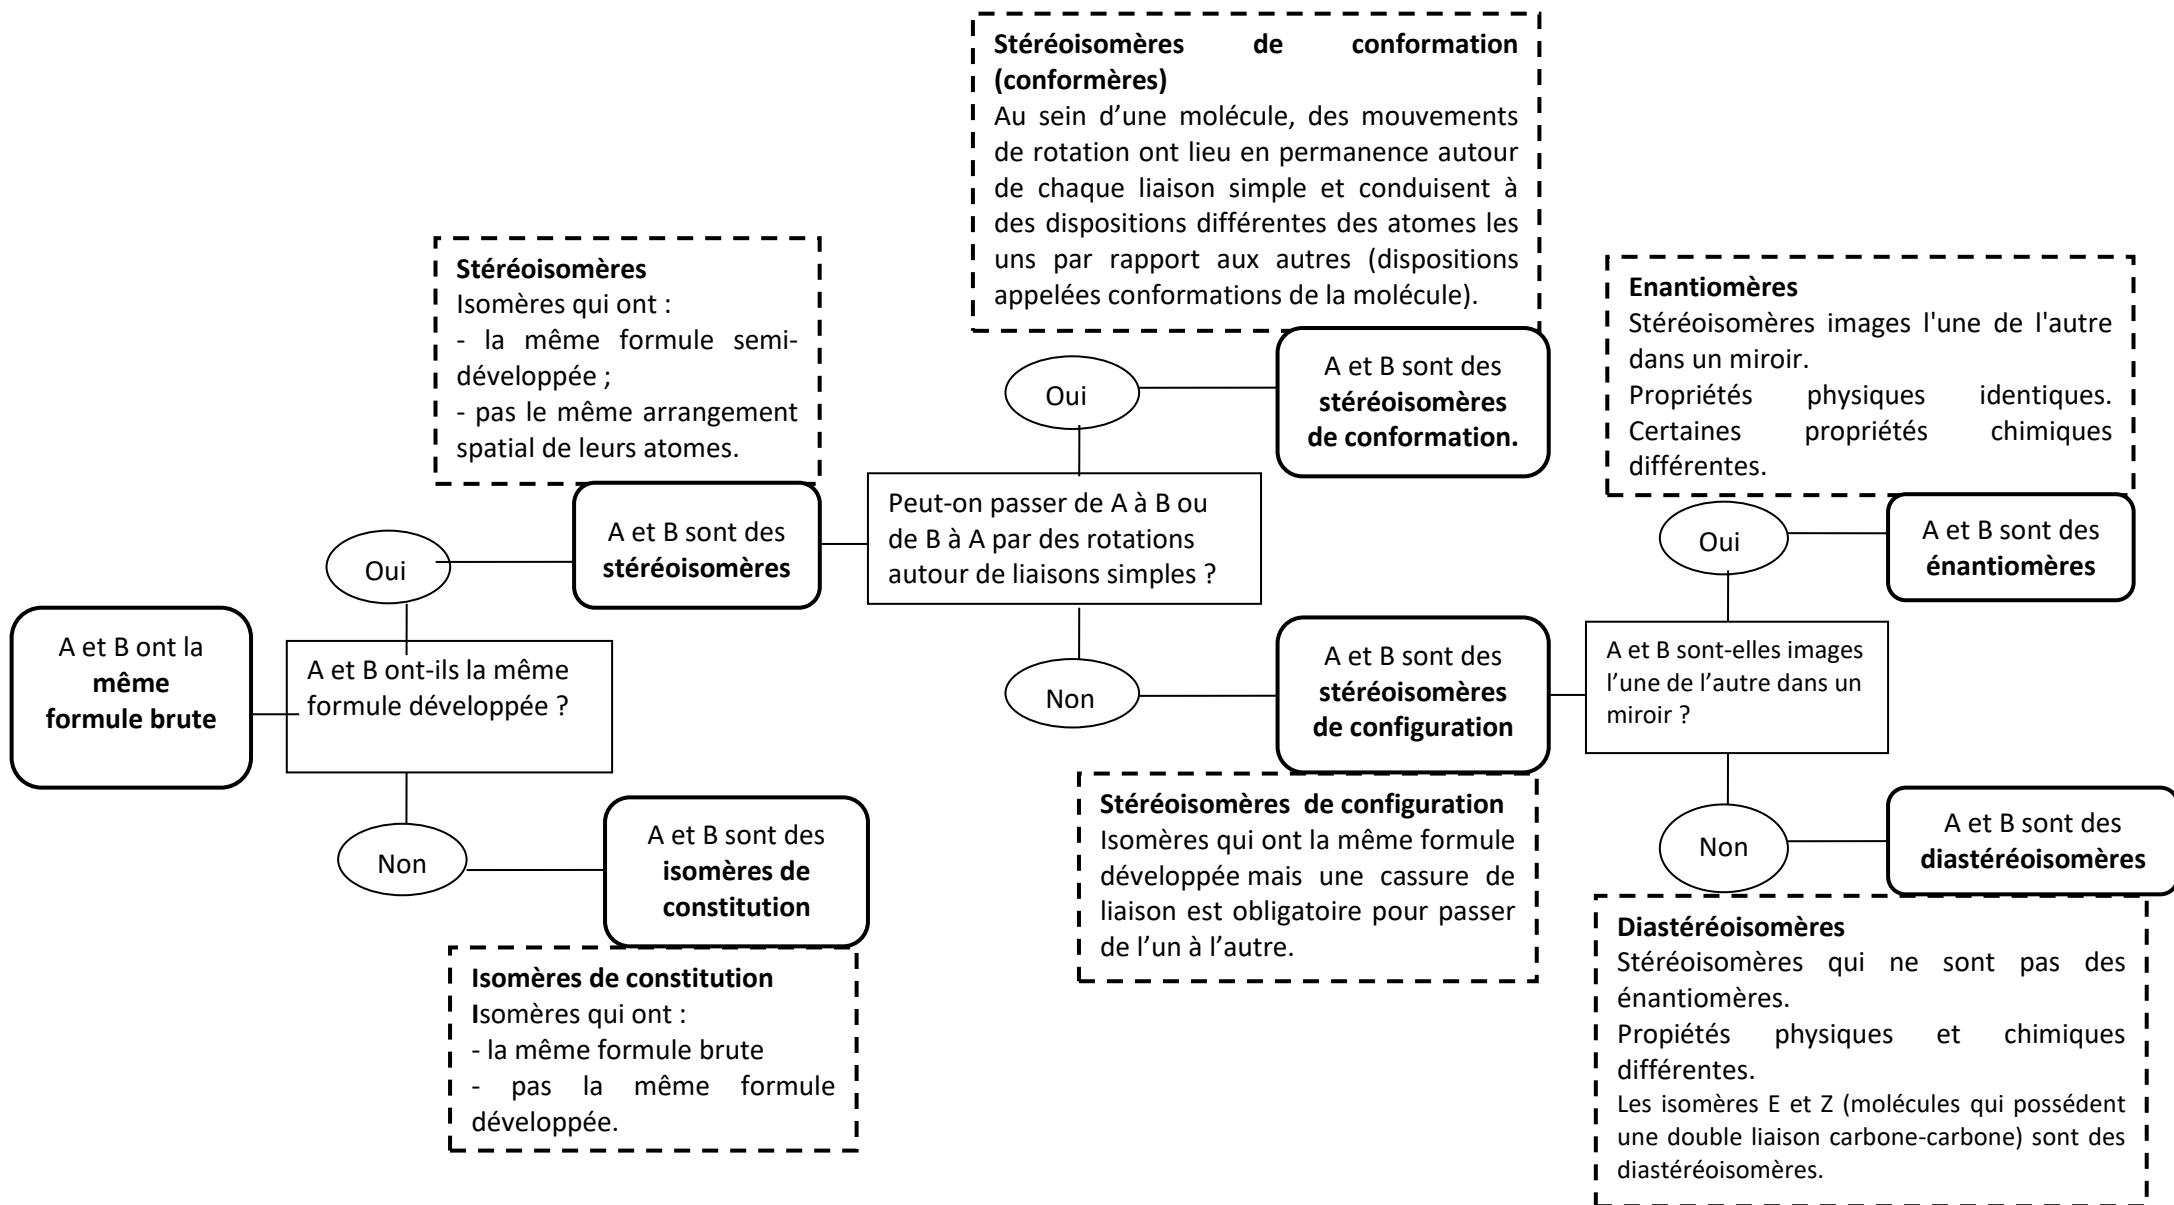 A et B ont la
même
formule brute
A et B ont-ils la même
formule développée ?
Oui
Stéréoisomères
Isomères qui ont :
- la même formule semi-
développée ;
- pas le même arrangement
spatial de leurs atomes.
A et B sont des
stéréoisomères
Non
A et B sont des
isomères de
constitution
Isomères de constitution
Isomères qui ont :
- la même formule brute
- pas la même formule
développée.
Peut-on passer de A à B ou
de B à A par des rotations
autour de liaisons simples ?
Oui
Stéréoisomères de conformation
(conformères)
Au sein d’une molécule, des mouvements
de rotation ont lieu en permanence autour
de chaque liaison simple et conduisent à
des dispositions différentes des atomes les
uns par rapport aux autres (dispositions
appelées conformations de la molécule).
A et B sont des
stéréoisomères
de conformation.
Non
A et B sont des
stéréoisomères
de configuration
Stéréoisomères de configuration
Isomères qui ont la même formule
développée mais une cassure de
liaison est obligatoire pour passer
de l’un à l’autre.
A et B sont-elles images
l’une de l’autre dans un
miroir ?
Oui
Enantiomères
Stéréoisomères images l'une de l'autre
dans un miroir.
Propriétés physiques identiques.
Certaines propriétés chimiques
différentes.
A et B sont des
énantiomères
Non
A et B sont des
diastéréoisomères
Diastéréoisomères
Stéréoisomères qui ne sont pas des
énantiomères.
Propiétés physiques et chimiques
différentes.
Les isomères E et Z (molécules qui possédent
une double liaison carbone-carbone) sont des
diastéréoisomères.